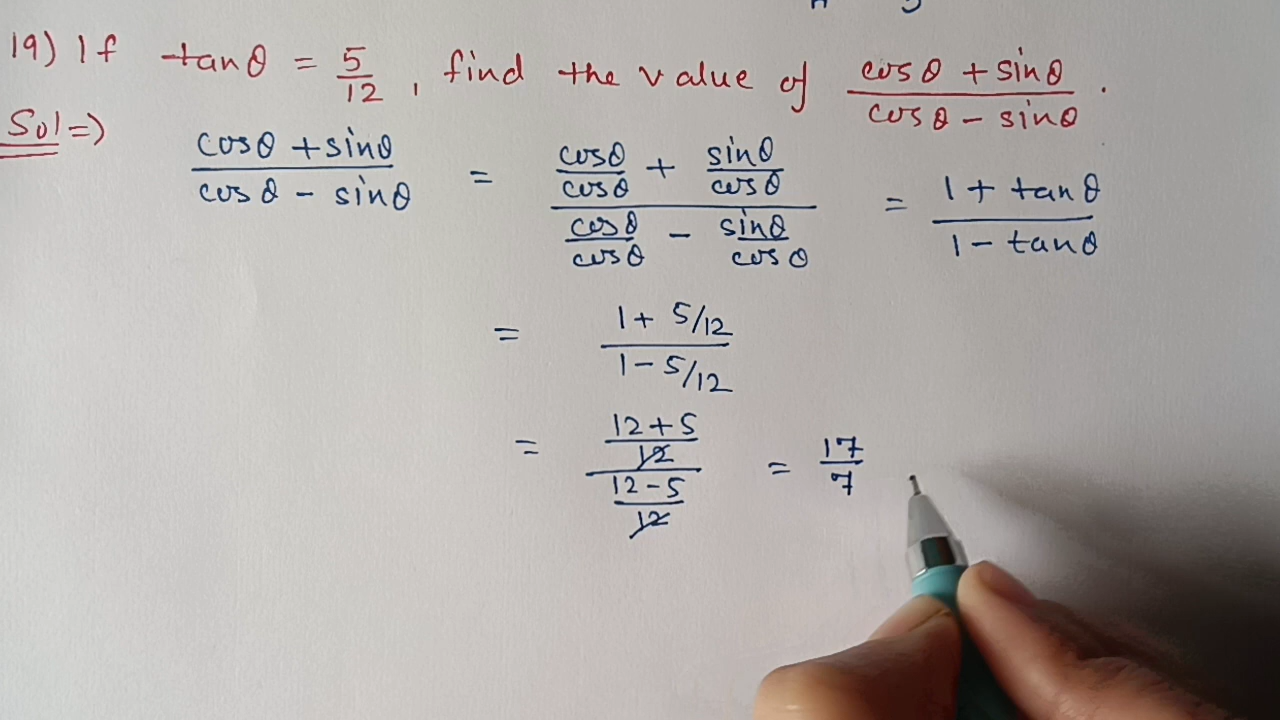 19) If tanθ = 5/12, find the value of (cosθ + sinθ)/(cosθ - sinθ).
Sol=> (cosθ + sinθ)/(cosθ - sinθ) = (cosθ/cosθ + sinθ/cosθ)/(cosθ/cosθ - sinθ/cosθ) = (1 + tanθ)/(1 - tanθ)
= (1 + 5/12)/(1 - 5/12)
= ((12+5)/12)/((12-5)/12) = 17/7